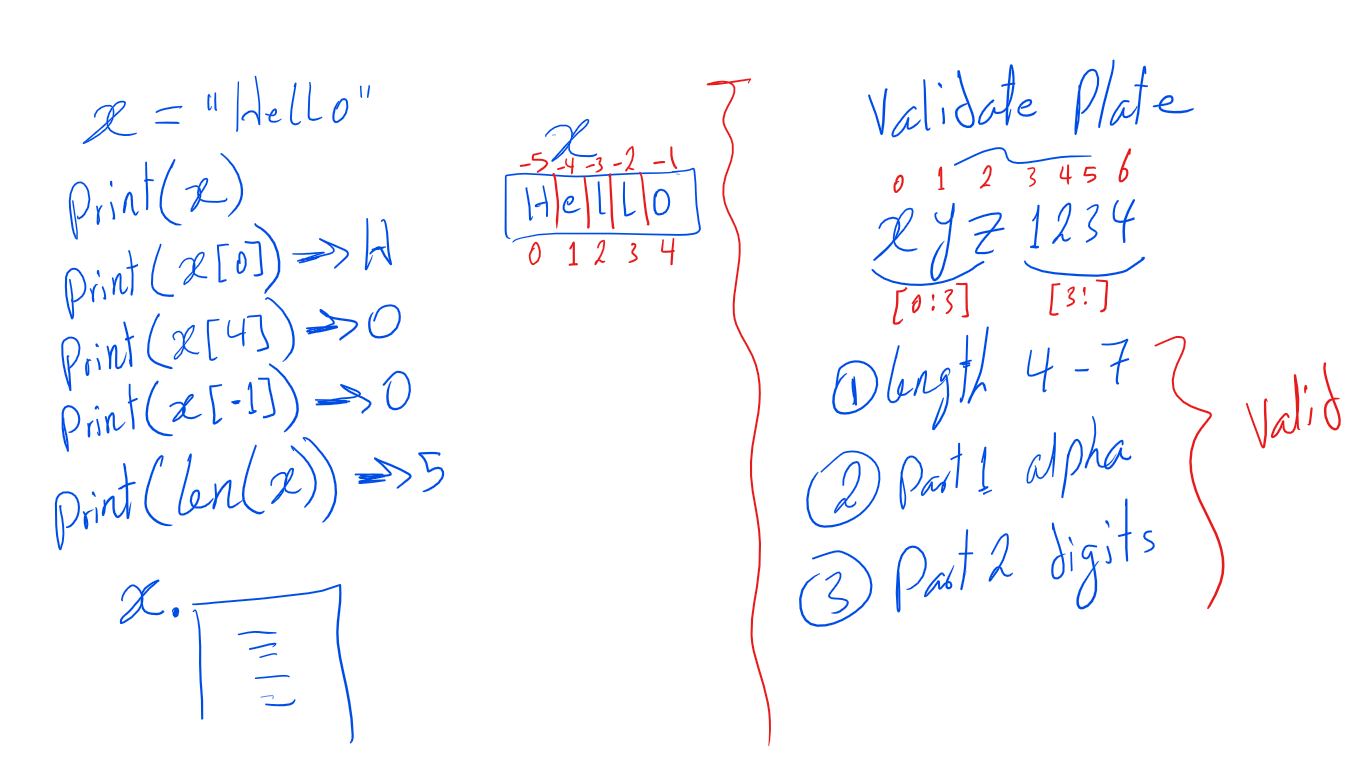 x = "Hello"
Print(x)
Print(x[0]) => H
Print(x[4]) => O
Print(x[-1]) => O
Print(len(x)) => 5
x.
x
-5 -4 -3 -2 -1
H e l L o
0 1 2 3 4
Validate Plate
0 1 2 3 4 5 6
x y z 1 2 3 4
[0:3] [3:]
① length 4 - 7
② Part 1 alpha
③ Part 2 digits
Valid